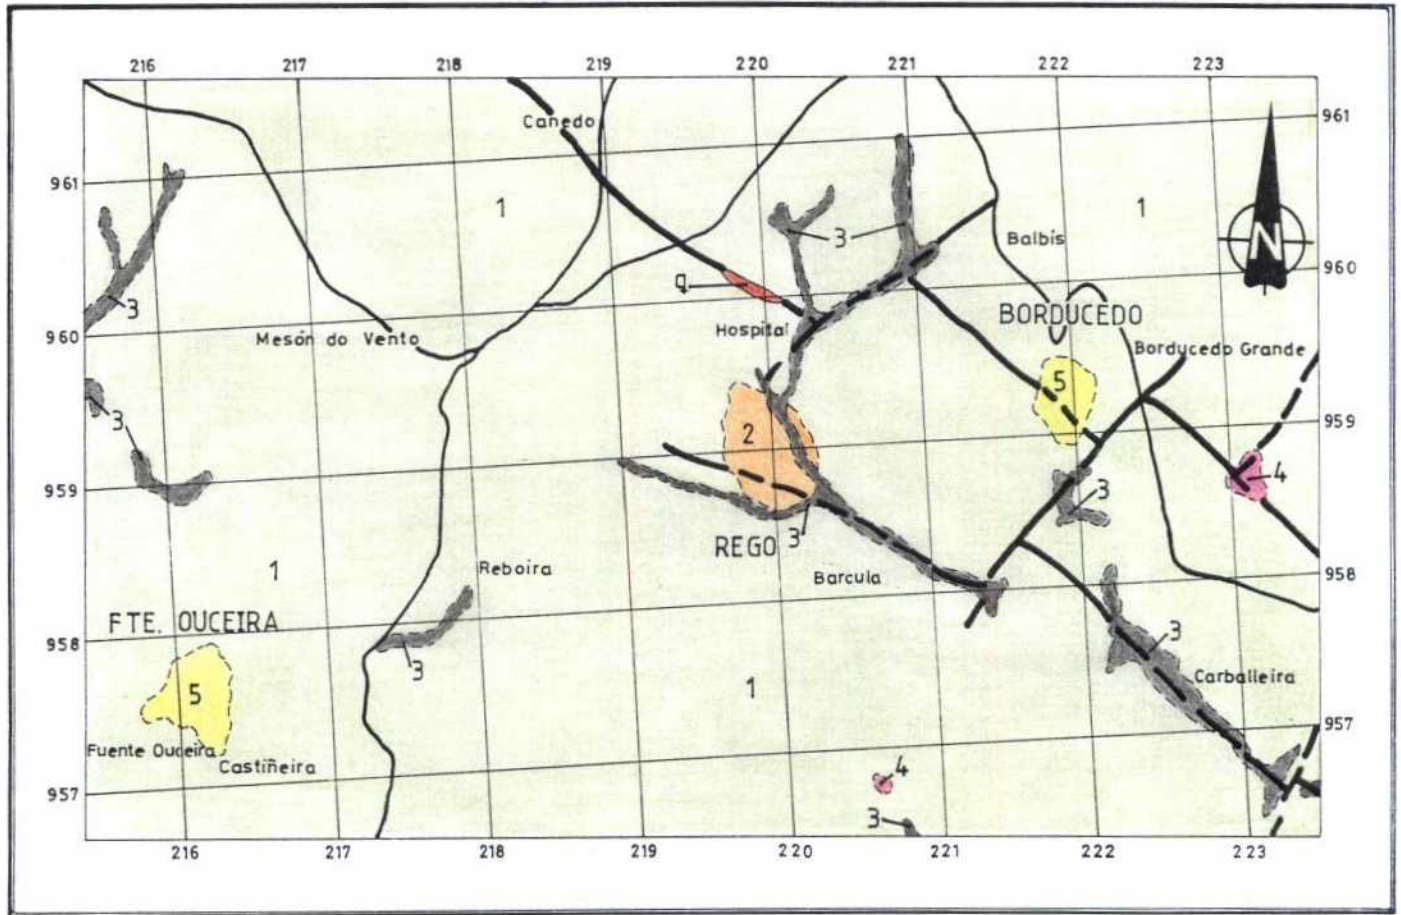 216 217 218 219 220 221 222 223
961
Canedo
961
1
1
3
Balbis
960
q
3
BORDUCEDO
Hospital
960
Mesón do Vento
Borducedo Grande
5
3
2
959
4
959
3
3
REGO
1
Reboira
Barcula
958
FTE. OUCEIRA
958
3
3
Carballeira
5
1
957
Fuente Ouceira
Castiñeira
4
957
3
216 217 218 219 220 221 222 223
N